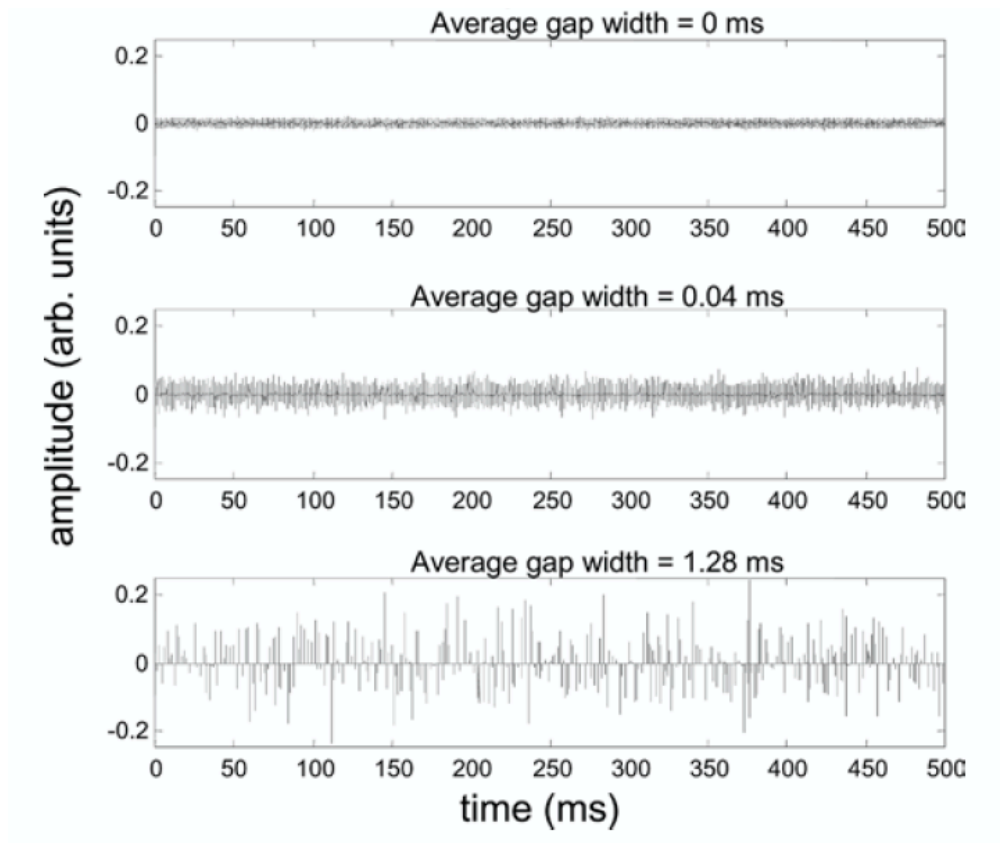 Average gap width = 0 ms
0.2
0
-0.2
0 50 100 150 200 250 300 350 400 450 500
Average gap width = 0.04 ms
0.2
0
-0.2
0 50 100 150 200 250 300 350 400 450 500
Average gap width = 1.28 ms
0.2
0
-0.2
0 50 100 150 200 250 300 350 400 450 500
time (ms)
amplitude (arb. units)